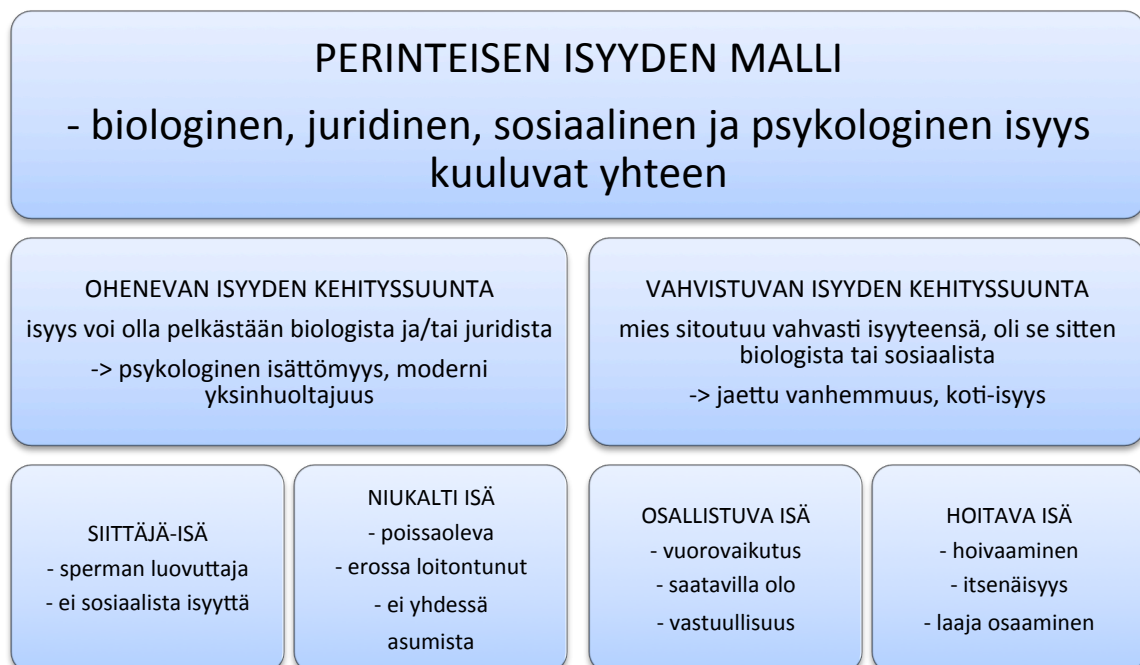 PERINTEISEN ISYYDEN MALLI
- biologinen, juridinen, sosiaalinen ja psykologinen isyys
kuuluvat yhteen
OHENEVAN ISYYDEN KEHITYSSUUNTA
isyys voi olla pelkästään biologista ja/tai juridista
-> psykologinen isättömyys, moderni
yksinhuoltajuus
VAHVISTUVAN ISYYDEN KEHITYSSUUNTA
mies sitoutuu vahvasti isyyteensä, oli se sitten
biologista tai sosiaalista
-> jaettu vanhemmuus, koti-isyys
SIITTÄJÄ-ISÄ
- sperman luovuttaja
- ei sosiaalista isyyttä
NIUKALTI ISÄ
- poissaoleva
- erossa loitontunut
- ei yhdessä
asumista
OSALLISTUVA ISÄ
- vuorovaikutus
- saatavilla olo
- vastuullisuus
HOITAVA ISÄ
- hoivaaminen
- itsenäisyys
- laaja osaaminen